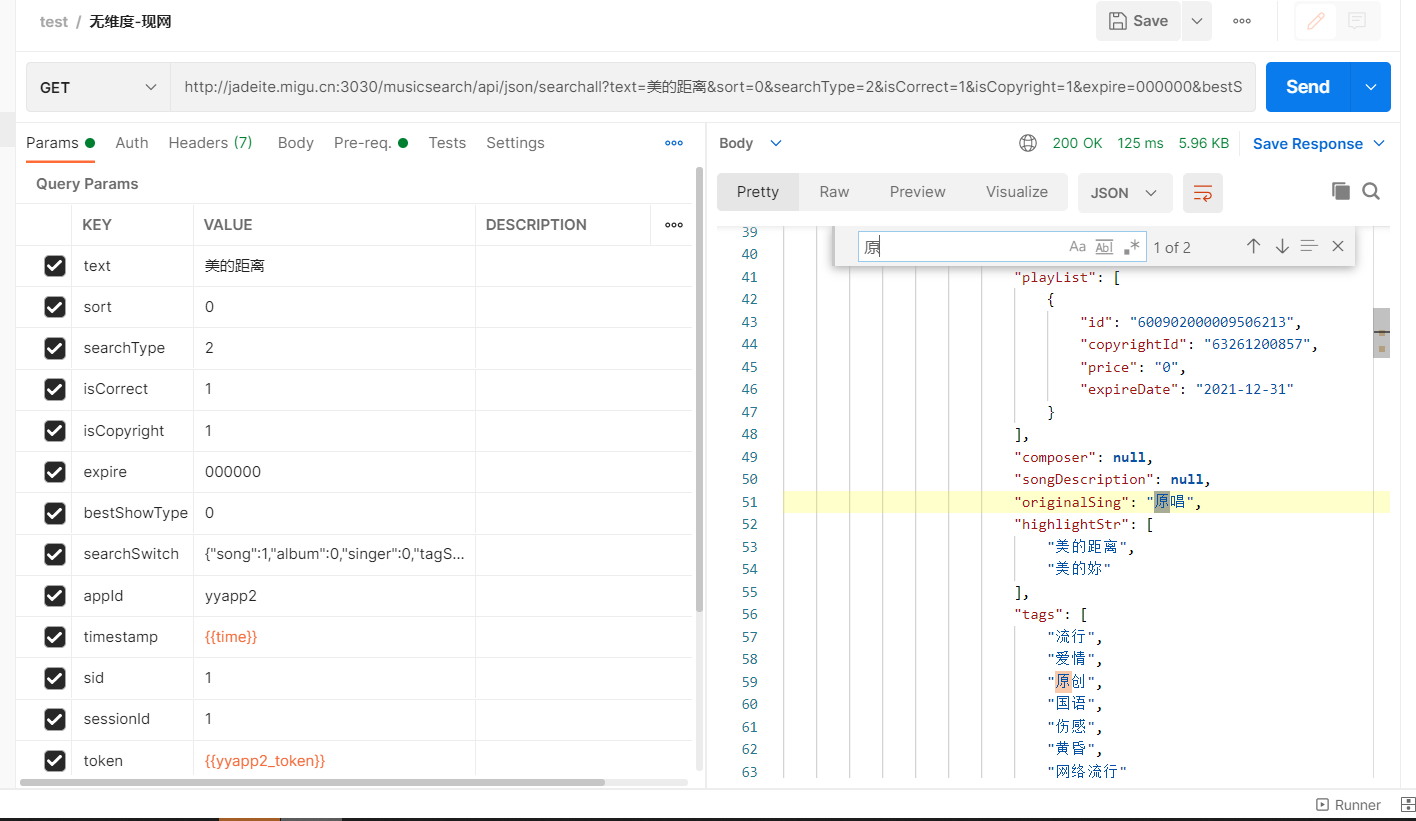 test / 无维度-现网
Save
GET
http://jadeite.migu.cn:3030/musicsearch/api/json/searchall?text=美的距离&sort=0&searchType=2&isCorrect=1&isCopyright=1&expire=000000&bestS
Send
Params Auth Headers (7) Body Pre-req. Tests Settings
Query Params
KEY VALUE DESCRIPTION
text 美的距离
sort 0
searchType 2
isCorrect 1
isCopyright 1
expire 000000
bestShowType 0
searchSwitch {"song":1,"album":0,"singer":0,"tagS...
appId yyapp2
timestamp {{time}}
sid 1
sessionId 1
token {{yyapp2_token}}
Body 200 OK 125 ms 5.96 KB Save Response
Pretty Raw Preview Visualize JSON
原 Aa Abl .* 1 of 2
39
40
41 "playList": [
42 {
43 "id": "600902000009506213",
44 "copyrightId": "63261200857",
45 "price": "0",
46 "expireDate": "2021-12-31"
47 }
48 ],
49 "composer": null,
50 "songDescription": null,
51 "originalSing": "原唱",
52 "highlightStr": [
53 "美的距离",
54 "美的妳"
55 ],
56 "tags": [
57 "流行",
58 "爱情",
59 "原创",
60 "国语",
61 "伤感",
62 "黄昏",
63 "网络流行"
Runner